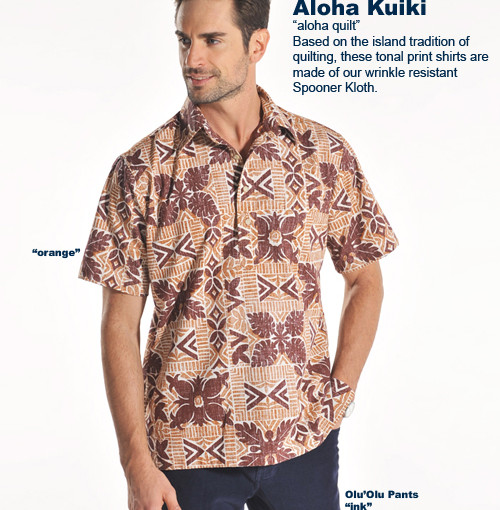 Aloha Kuiki
“aloha quilt”
Based on the island tradition of
quilting, these tonal print shirts are
made of our wrinkle resistant
Spooner Kloth.
“orange”
Olu’Olu Pants
“ink”